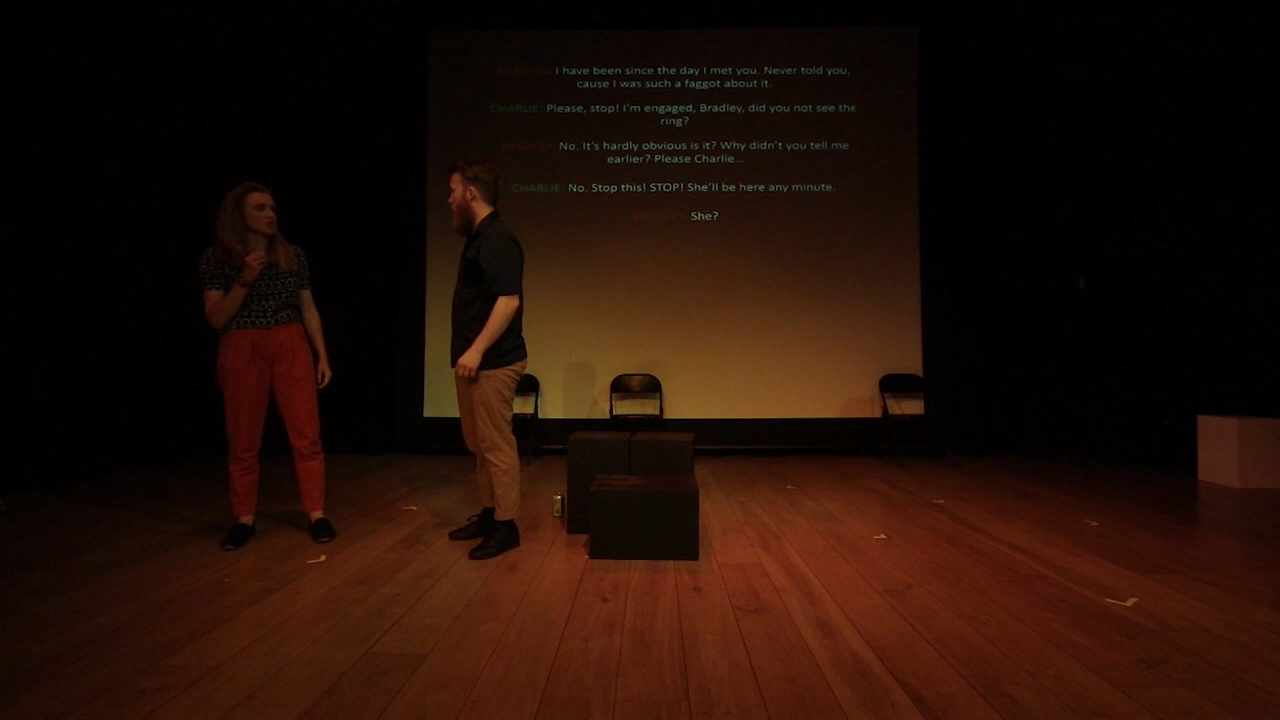 BRADLEY: I have been since the day I met you. Never told you,
cause I was such a faggot about it.
CHARLIE: Please, stop! I'm engaged, Bradley, did you not see the
ring?
BRADLEY: No. It's hardly obvious is it? Why didn't you tell me
earlier? Please Charlie...
CHARLIE: No. Stop this! STOP! She'll be here any minute.
BRADLEY: She?